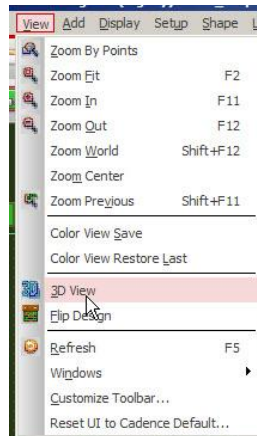 View Add Display Setup Shape
Zoom By Points
Zoom Fit F2
Zoom In F11
Zoom Out F12
Zoom World Shift+F12
Zoom Center
Zoom Previous Shift+F11
Color View Save
Color View Restore Last
3D View
Flip Design
Refresh F5
Windows
Customize Toolbar...
Reset UI to Cadence Default...